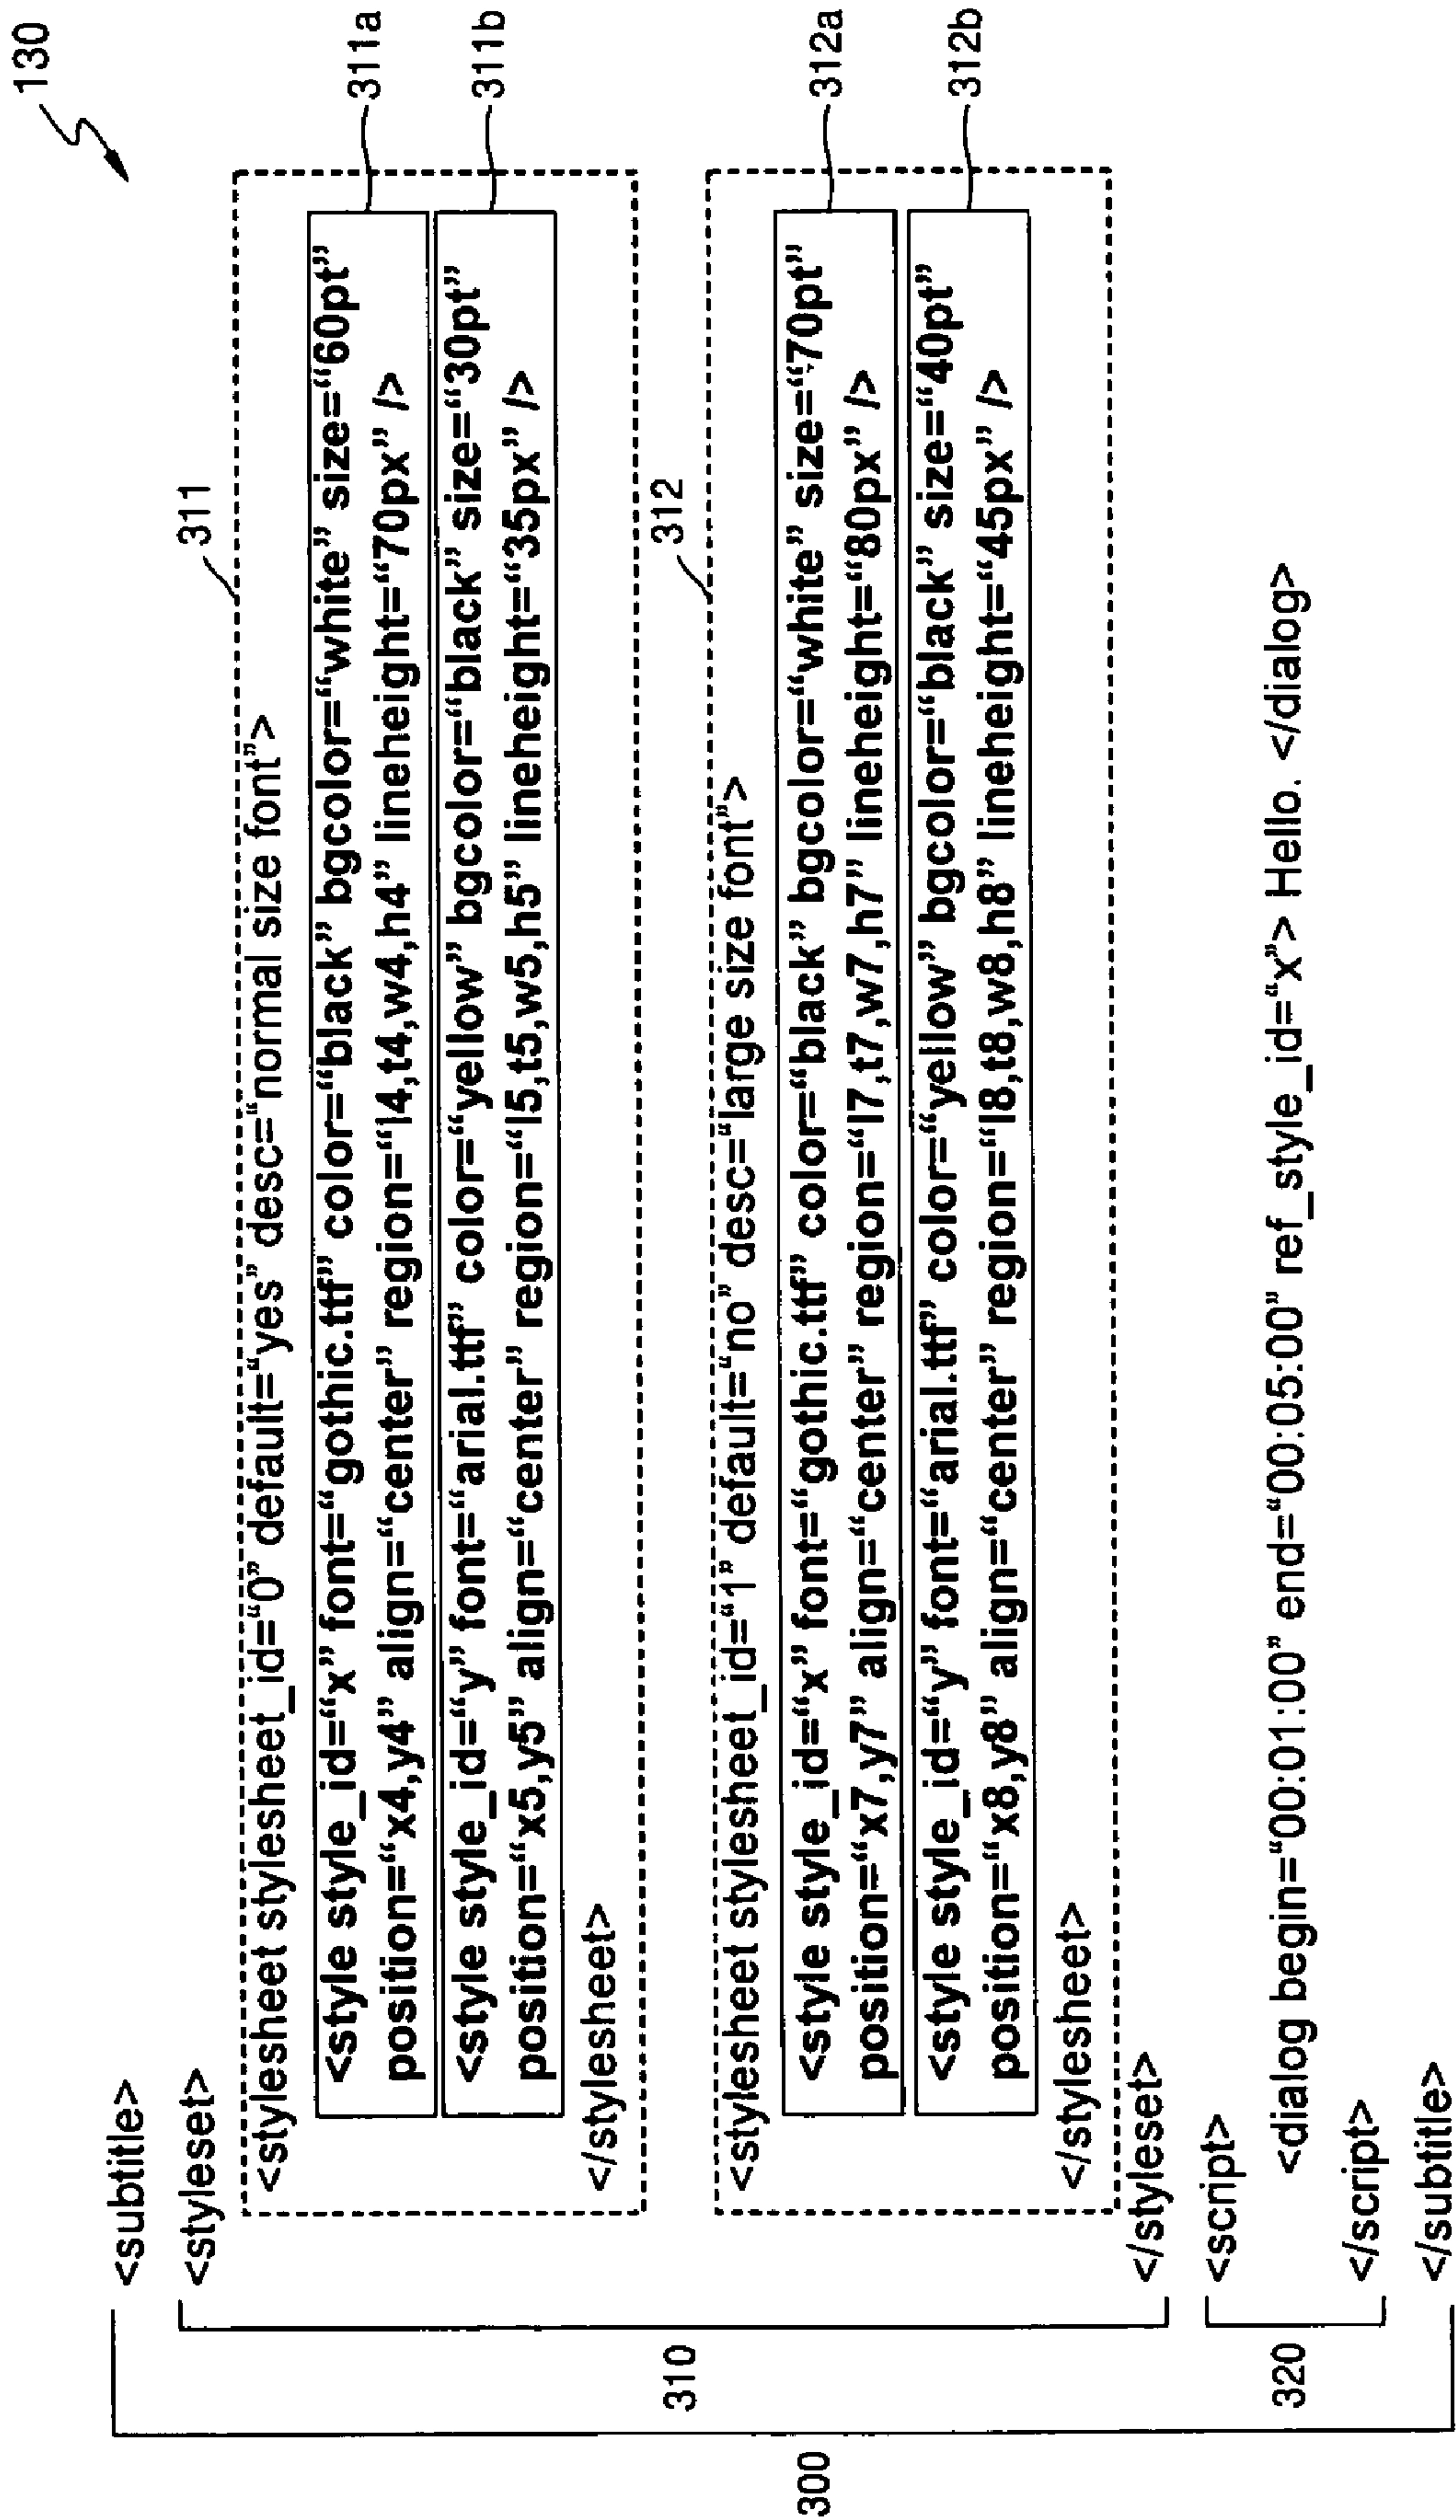 130
<subtitle>
<styleset>
311
<stylesheet stylesheet_id=“0” default=“yes” desc=“normal size font”>
<style style_id=“x” font=“gothic.ttf” color=“black” bgcolor=“white” size=“60pt”
position=“x4,y4” align=“center” region=“l4,t4,w4,h4” lineheight=“70px” />
311a
<style style_id=“y” font=“arial.ttf” color=“yellow” bgcolor=“black” size=“30pt”
position=“x5,y5” align=“center” region=“l5,t5,w5,h5” lineheight=“35px” />
311b
</stylesheet>
312
<stylesheet stylesheet_id=“1” default=“no” desc=“large size font”>
<style style_id=“x” font=“gothic.ttf” color=“black” bgcolor=“white” size=“70pt”
position=“x7,y7” align=“center” region=“l7,t7,w7,h7” lineheight=“80px” />
312a
<style style_id=“y” font=“arial.ttf” color=“yellow” bgcolor=“black” size=“40pt”
position=“x8,y8” align=“center” region=“l8,t8,w8,h8” lineheight=“45px” />
312b
</stylesheet>
</styleset>
310
<script>
<dialog begin=“00:01:00” end=“00:05:00” ref_style_id=“x”> Hello. </dialog>
</script>
320
</subtitle>
300